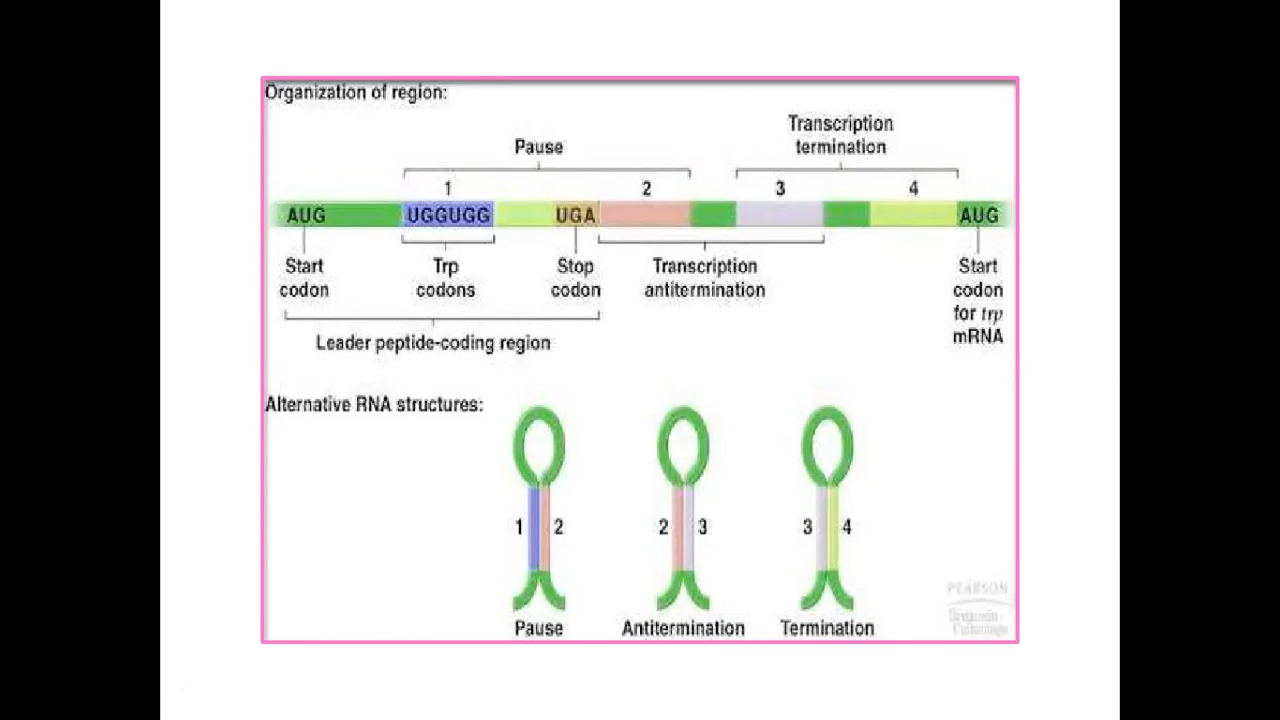 Organization of region:
Transcription
termination
Pause
1
2
3
4
AUG
UGGUGG
UGA
AUG
Start
codon
Trp
codons
Stop
codon
Transcription
antitermination
Start
codon
for trp
mRNA
Leader peptide-coding region
Alternative RNA structures:
1
2
2
3
3
4
Pause
Antitermination
Termination
PEARSON
Benjamin
Cummings